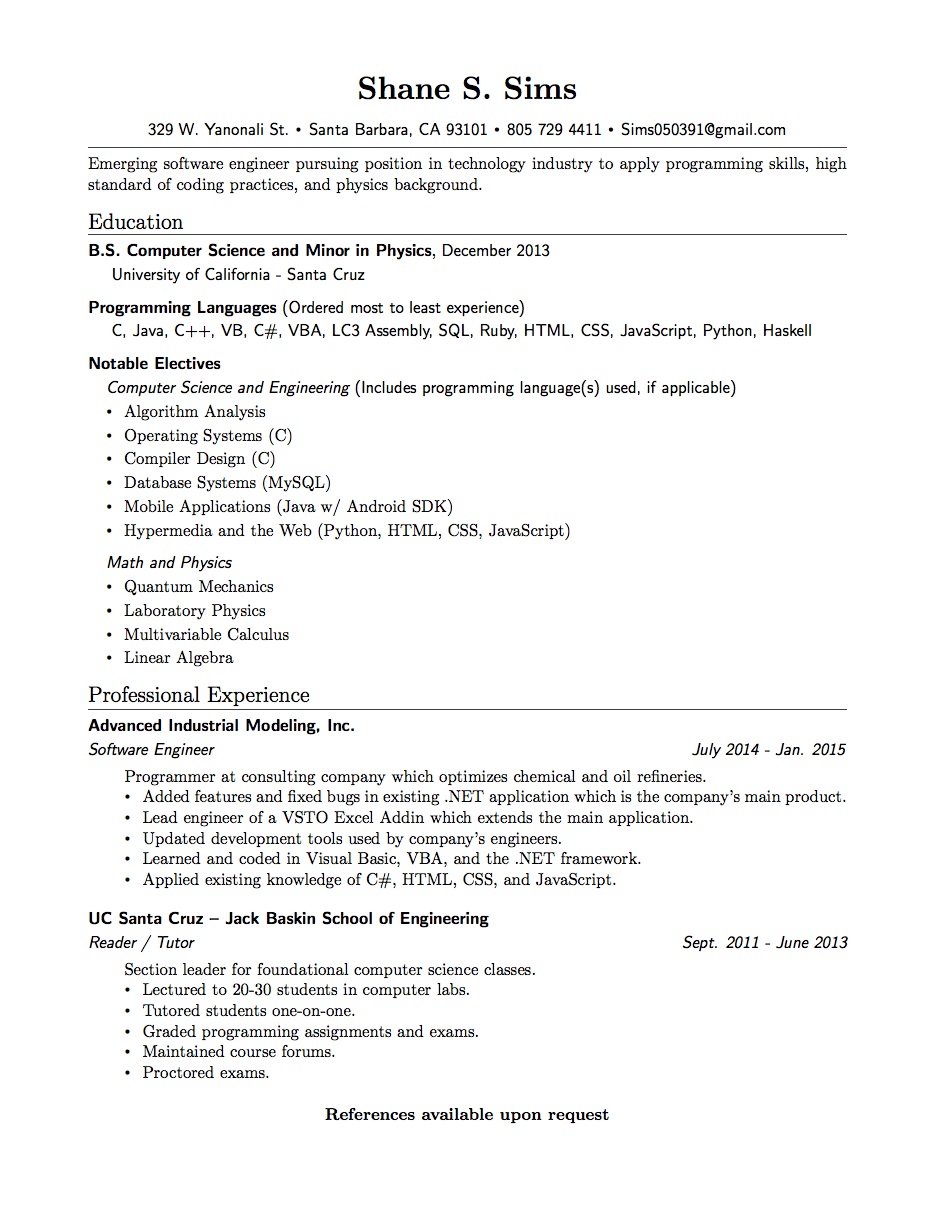 Shane S. Sims
329 W. Yanonali St. • Santa Barbara, CA 93101 • 805 729 4411 • Sims050391@gmail.com
Emerging software engineer pursuing position in technology industry to apply programming skills, high
standard of coding practices, and physics background.
Education
B.S. Computer Science and Minor in Physics, December 2013
University of California - Santa Cruz
Programming Languages (Ordered most to least experience)
C, Java, C++, VB, C#, VBA, LC3 Assembly, SQL, Ruby, HTML, CSS, JavaScript, Python, Haskell
Notable Electives
Computer Science and Engineering (Includes programming language(s) used, if applicable)
• Algorithm Analysis
• Operating Systems (C)
• Compiler Design (C)
• Database Systems (MySQL)
• Mobile Applications (Java w/ Android SDK)
• Hypermedia and the Web (Python, HTML, CSS, JavaScript)
Math and Physics
• Quantum Mechanics
• Laboratory Physics
• Multivariable Calculus
• Linear Algebra
Professional Experience
Advanced Industrial Modeling, Inc.
Software Engineer July 2014 - Jan. 2015
Programmer at consulting company which optimizes chemical and oil refineries.
• Added features and fixed bugs in existing .NET application which is the company's main product.
• Lead engineer of a VSTO Excel Addin which extends the main application.
• Updated development tools used by company's engineers.
• Learned and coded in Visual Basic, VBA, and the .NET framework.
• Applied existing knowledge of C#, HTML, CSS, and JavaScript.
UC Santa Cruz – Jack Baskin School of Engineering
Reader / Tutor Sept. 2011 - June 2013
Section leader for foundational computer science classes.
• Lectured to 20-30 students in computer labs.
• Tutored students one-on-one.
• Graded programming assignments and exams.
• Maintained course forums.
• Proctored exams.
References available upon request